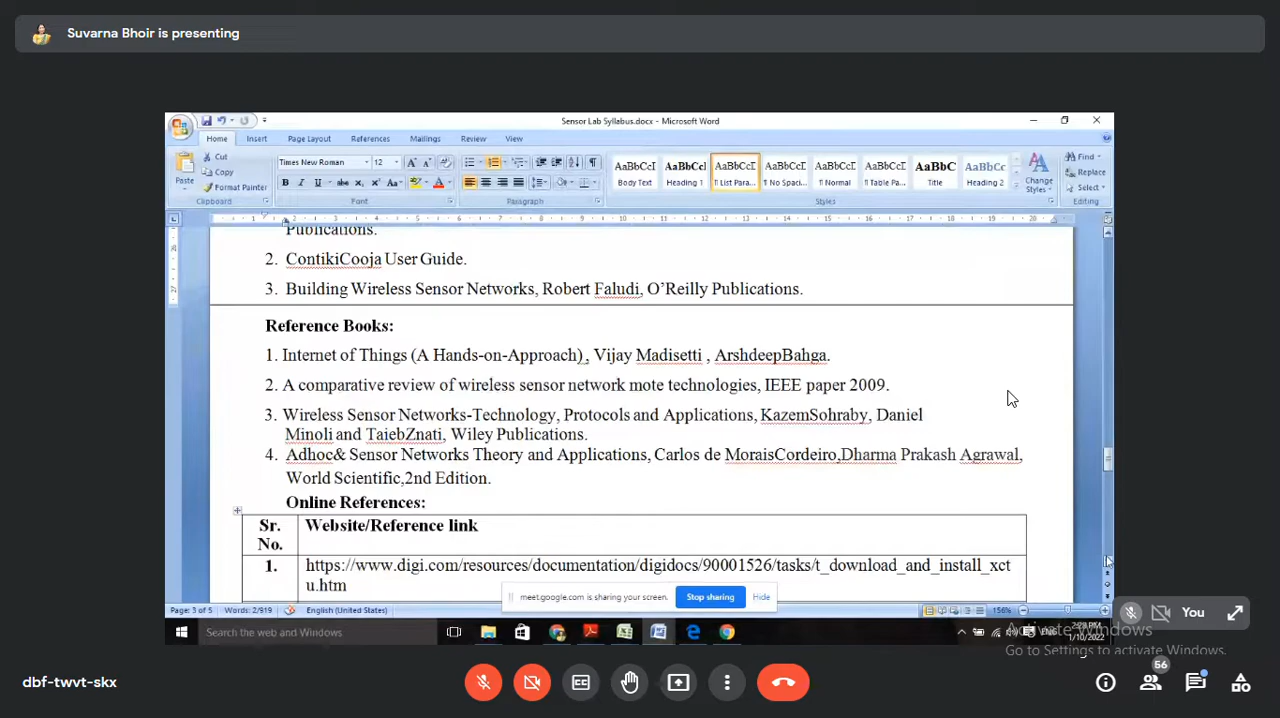 Suvarna Bhoir is presenting
Sensor Lab Syllabus.docx - Microsoft Word
Home Insert Page Layout References Mailings Review View
Cut
Copy
Format Painter
Paste
Clipboard
Times New Roman 12
Font
Paragraph
AaBbCcI AaBbCcl AaBbCcD AaBbCcD AaBbCcD AaBbCcD AaBbC AaBbCc
Body Text Heading 1 ¶ List Para... ¶ No Spaci... ¶ Normal ¶ Table Pa... Title Heading 2
Styles
Change Styles
Find
Replace
Select
Editing
Publications.
2. ContikiCooja User Guide.
3. Building Wireless Sensor Networks, Robert Faludi, O’Reilly Publications.
Reference Books:
1. Internet of Things (A Hands-on-Approach) , Vijay Madisetti , ArshdeepBahga.
2. A comparative review of wireless sensor network mote technologies, IEEE paper 2009.
3. Wireless Sensor Networks-Technology, Protocols and Applications, KazemSohraby, Daniel
Minoli and TaiebZnati, Wiley Publications.
4. Adhoc& Sensor Networks Theory and Applications, Carlos de MoraisCordeiro,Dharma Prakash Agrawal,
World Scientific,2nd Edition.
Online References:
Sr. No. Website/Reference link
1. https://www.digi.com/resources/documentation/digidocs/90001526/tasks/t_download_and_install_xct
u.htm
meet.google.com is sharing your screen. Stop sharing Hide
Page: 3 of 5 Words: 2/919 English (United States) 156%
Search the web and Windows
1/10/2022
You
Activate Windows
Go to Settings to activate Windows.
dbf-twvt-skx
56